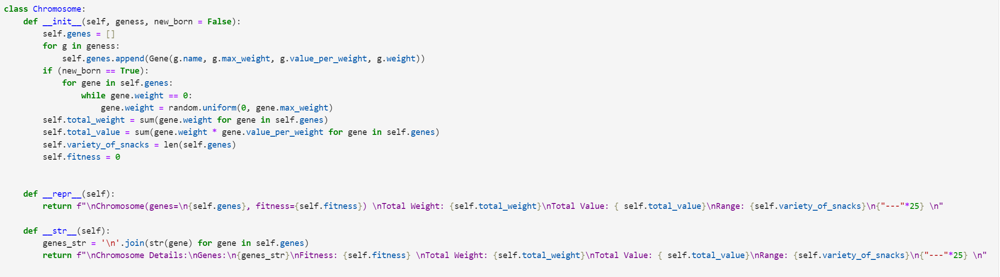 class Chromosome:
    def __init__(self, geness, new_born = False):
        self.genes = []
        for g in geness:
            self.genes.append(Gene(g.name, g.max_weight, g.value_per_weight, g.weight))
        if (new_born == True):
            for gene in self.genes:
                while gene.weight == 0:
                    gene.weight = random.uniform(0, gene.max_weight)
        self.total_weight = sum(gene.weight for gene in self.genes)
        self.total_value = sum(gene.weight * gene.value_per_weight for gene in self.genes)
        self.variety_of_snacks = len(self.genes)
        self.fitness = 0
    def __repr__(self):
        return f"\nChromosome(genes=\n{self.genes}, fitness={self.fitness}) \nTotal Weight: {self.total_weight}\nTotal Value: { self.total_value}\nRange: {self.variety_of_snacks}\n{"---"*25} \n"
    def __str__(self):
        genes_str = '\n'.join(str(gene) for gene in self.genes)
        return f"\nChromosome Details:\nGenes:\n{genes_str}\nFitness: {self.fitness} \nTotal Weight: {self.total_weight}\nTotal Value: { self.total_value}\nRange: {self.variety_of_snacks}\n{"---"*25} \n"